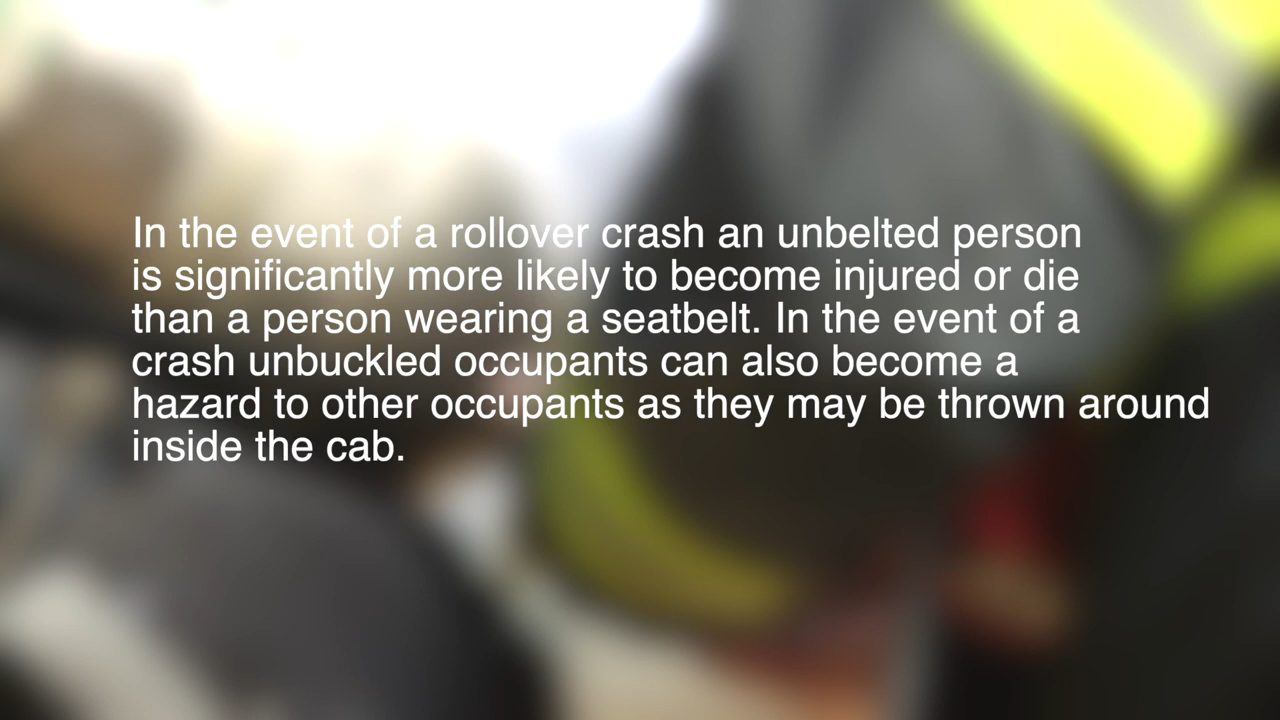 In the event of a rollover crash an unbelted person
is significantly more likely to become injured or die
than a person wearing a seatbelt. In the event of a
crash unbuckled occupants can also become a
hazard to other occupants as they may be thrown around
inside the cab.